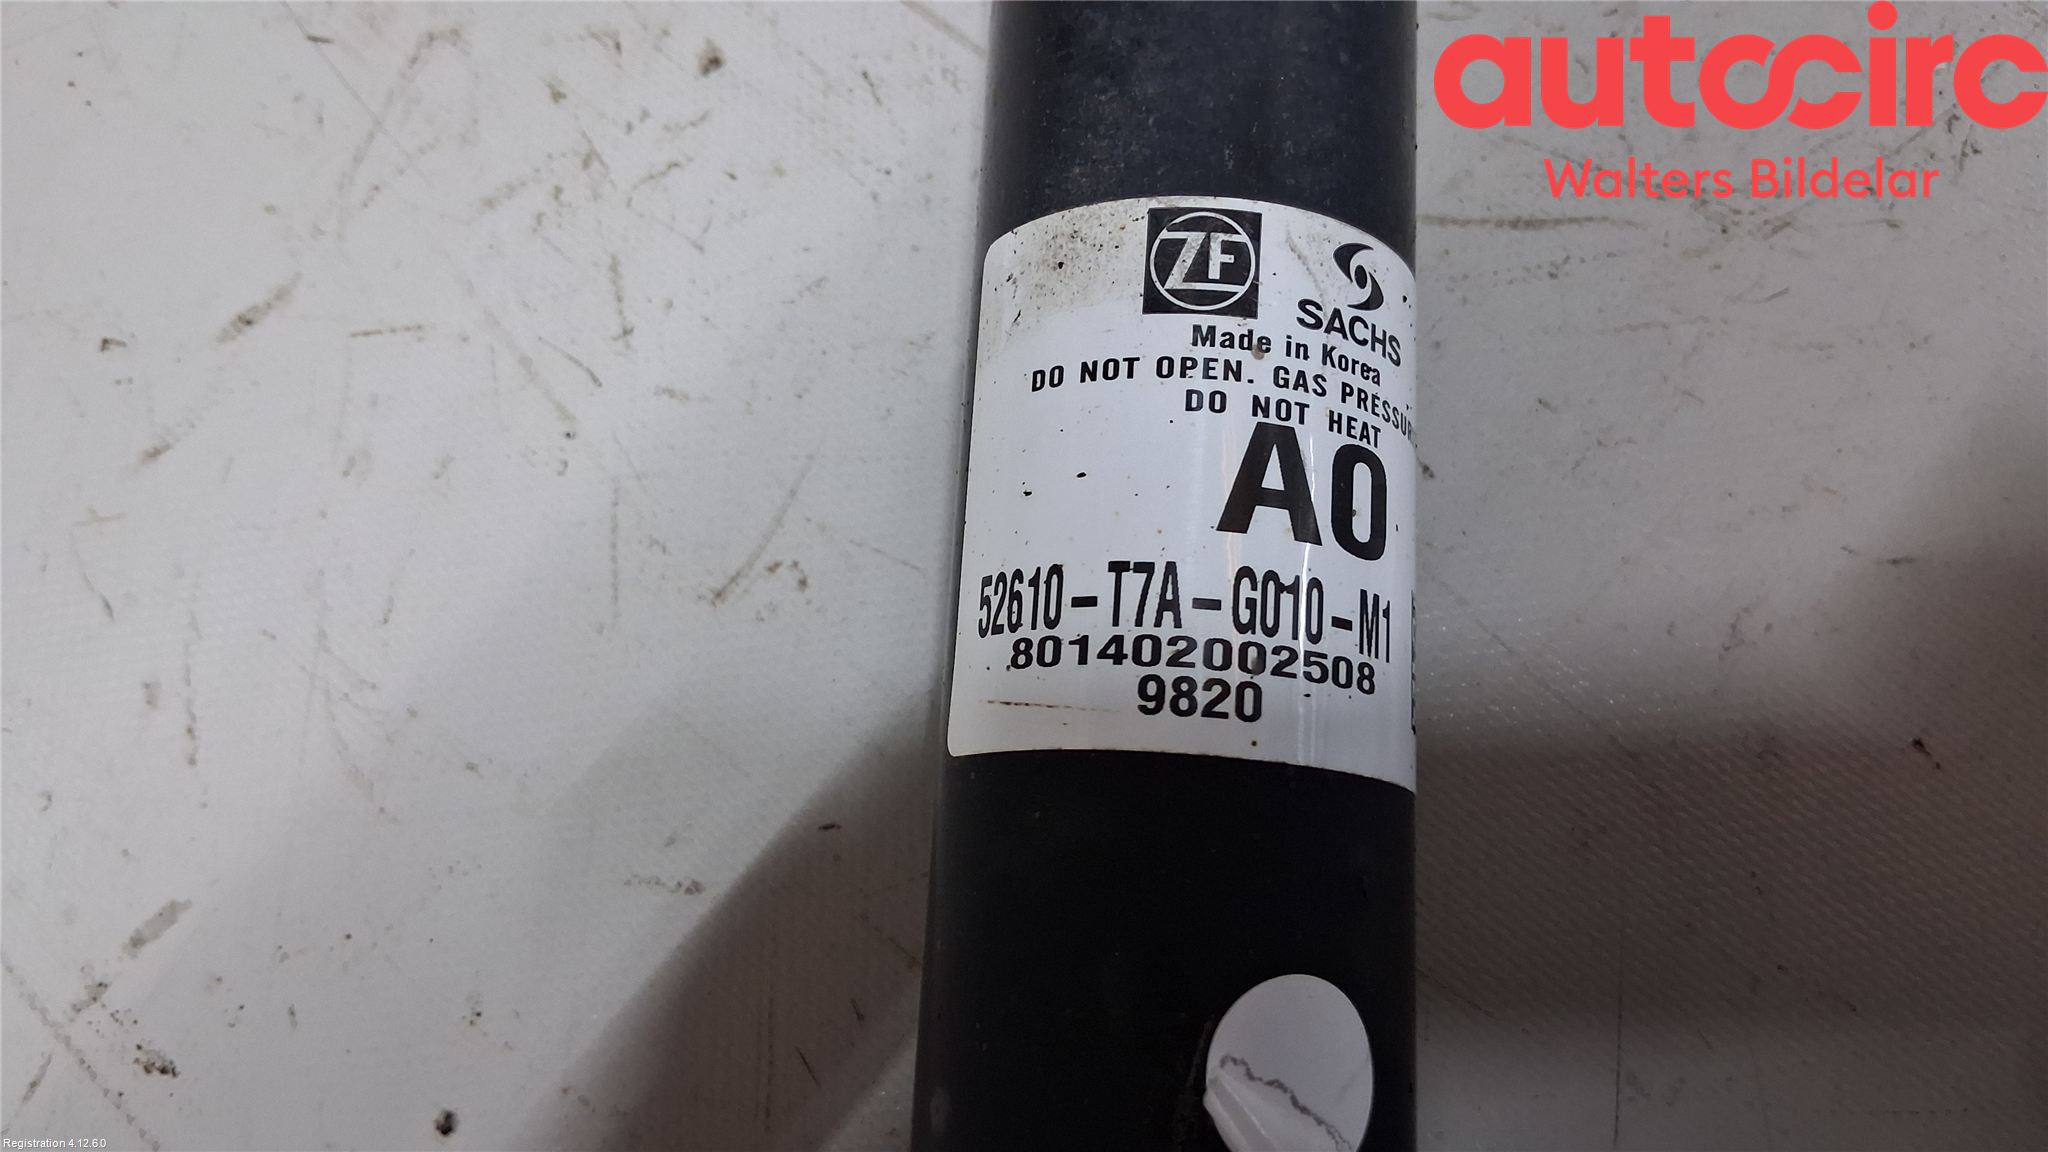 autocirc
Walters Bildelar
ZF
SACHS
Made in Korea
DO NOT OPEN. GAS PRESSUR
DO NOT HEAT
A0
52610-T7A-G010-M1
801402002508
9820
Registration 4.12.6.0